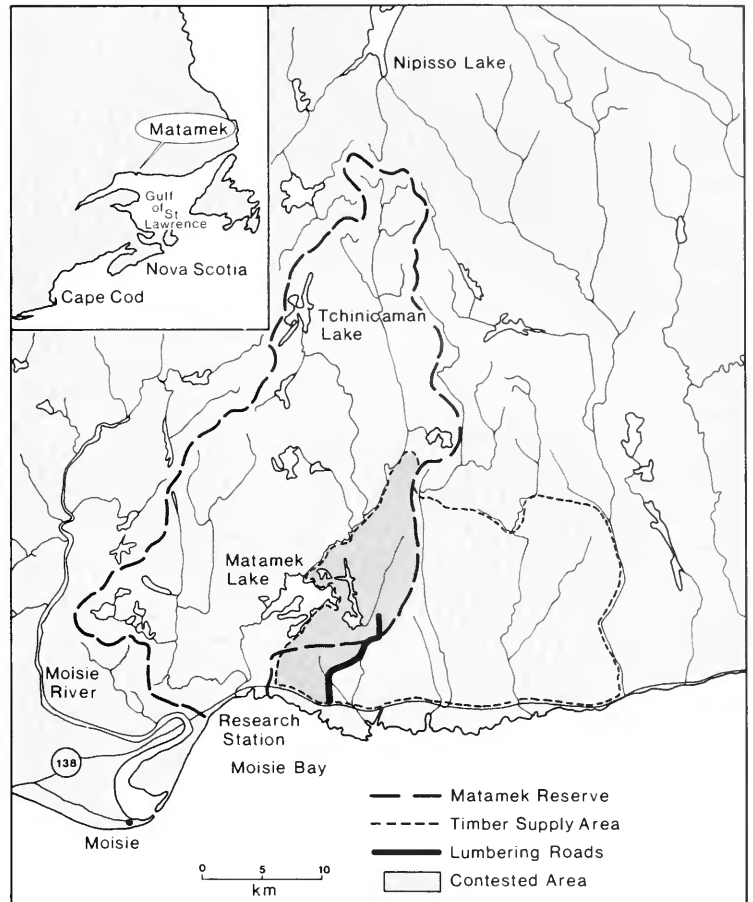 Nipisso Lake
Matamek
Gulf
of
St
Lawrence
Nova Scotia
Cape Cod
Tchinicaman
Lake
Matamek
Lake
Moisie
River
Research
Station
Moisie Bay
138
Moisie
0 5 10
km
Matamek Reserve
Timber Supply Area
Lumbering Roads
Contested Area